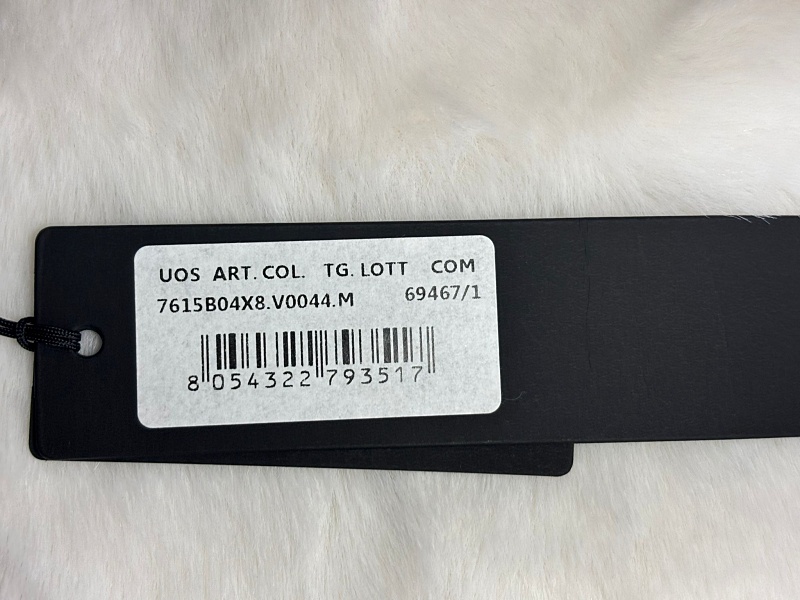 UOS ART. COL. TG. LOTT COM
7615B04X8.V0044.M 69467/1
8 054322 793517